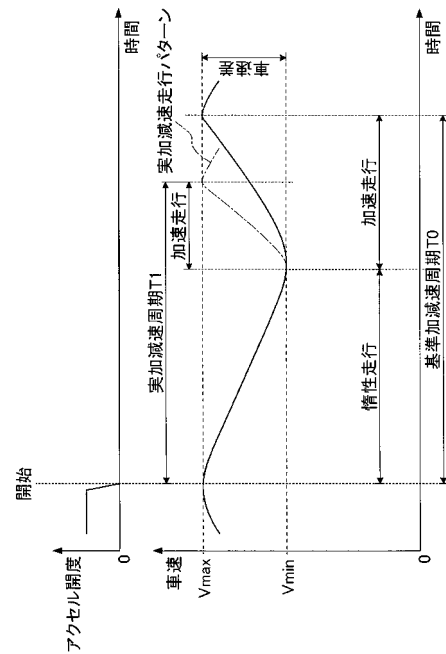 開始
アクセル開度
0
時間
車速
Vmax
Vmin
0
実加減速周期T1
加速走行
実加減速走行パターン
車速差
惰性走行
加速走行
基準加減速周期T0
時間